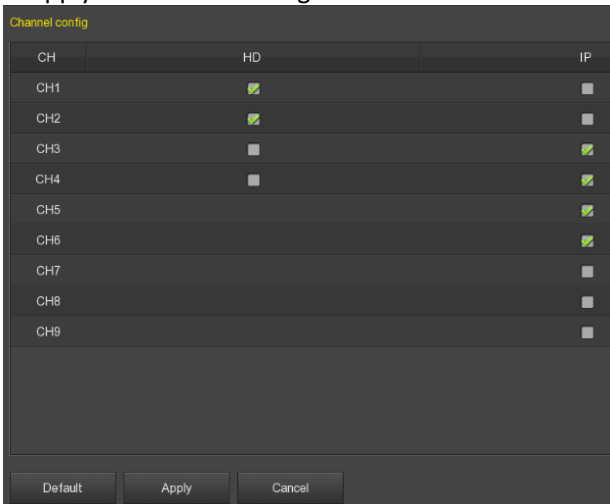 Channel config
CH HD IP
CH1
CH2
CH3
CH4
CH5
CH6
CH7
CH8
CH9
Default Apply Cancel